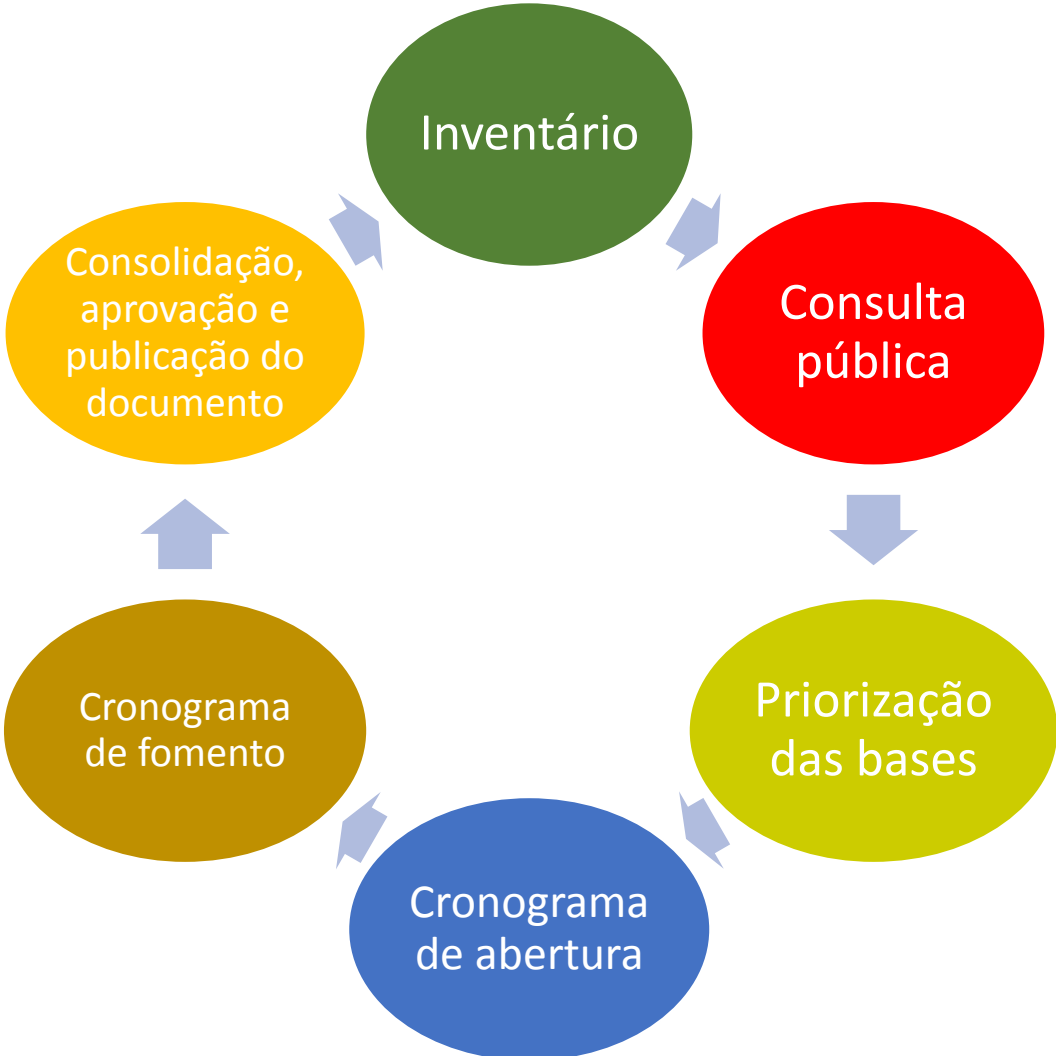 Inventário
Consulta
pública
Priorização
das bases
Cronograma
de abertura
Cronograma
de fomento
Consolidação,
aprovação e
publicação do
documento